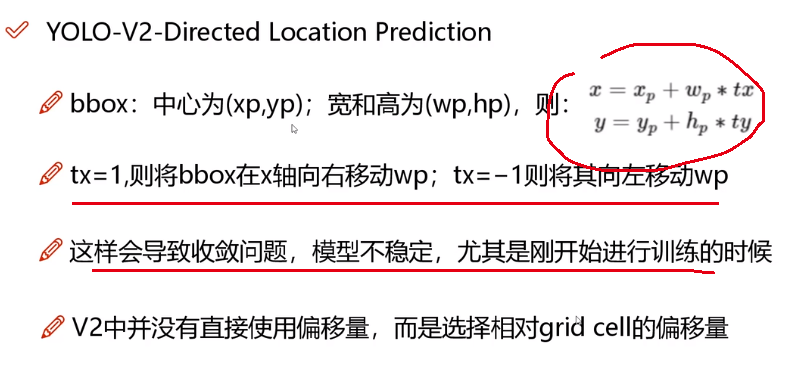 YOLO-V2-Directed Location Prediction
bbox：中心为(xp,yp)；宽和高为(wp,hp)，则：
x = x_p + w_p * tx
y = y_p + h_p * ty
tx=1,则将bbox在x轴向右移动wp；tx=−1则将其向左移动wp
这样会导致收敛问题，模型不稳定，尤其是刚开始进行训练的时候
V2中并没有直接使用偏移量，而是选择相对grid cell的偏移量